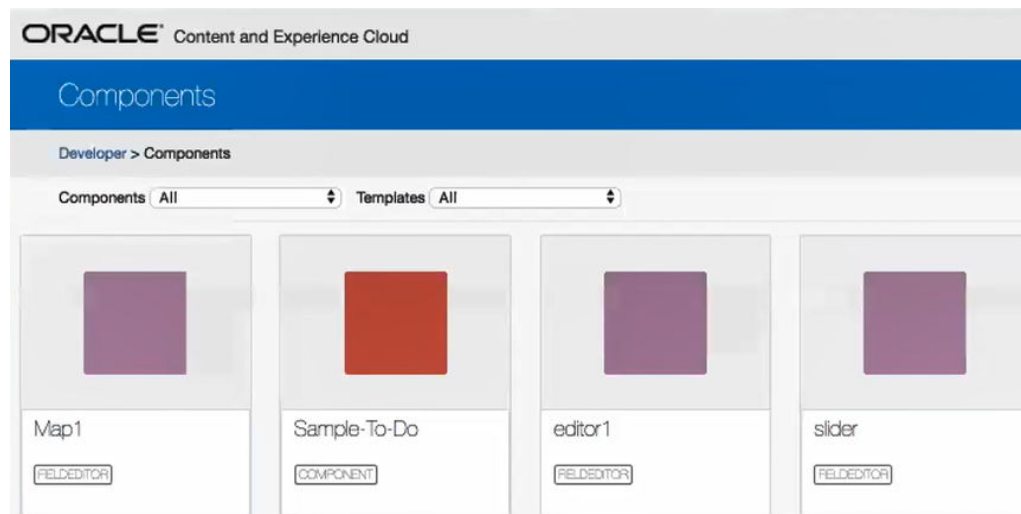 ORACLE® Content and Experience Cloud
Components
Developer > Components
Components All Templates All
Map1 Sample-To-Do editor1 slider
FIELDEDITOR COMPONENT FIELDEDITOR FIELDEDITOR